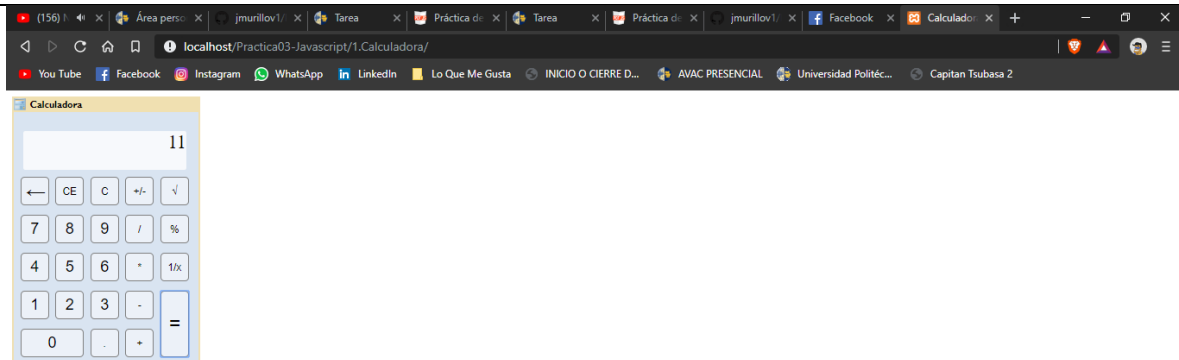 (156) Área perso jmurillov1/ Tarea Práctica de Tarea Práctica de jmurillov1/ Facebook Calculador
localhost/Practica03-Javascript/1.Calculadora/
You Tube Facebook Instagram WhatsApp LinkedIn Lo Que Me Gusta INICIO O CIERRE D... AVAC PRESENCIAL Universidad Politéc... Capitan Tsubasa 2
Calculadora
11
← CE C +/- √
7 8 9 / %
4 5 6 * 1/x
1 2 3 -
=
0 . +